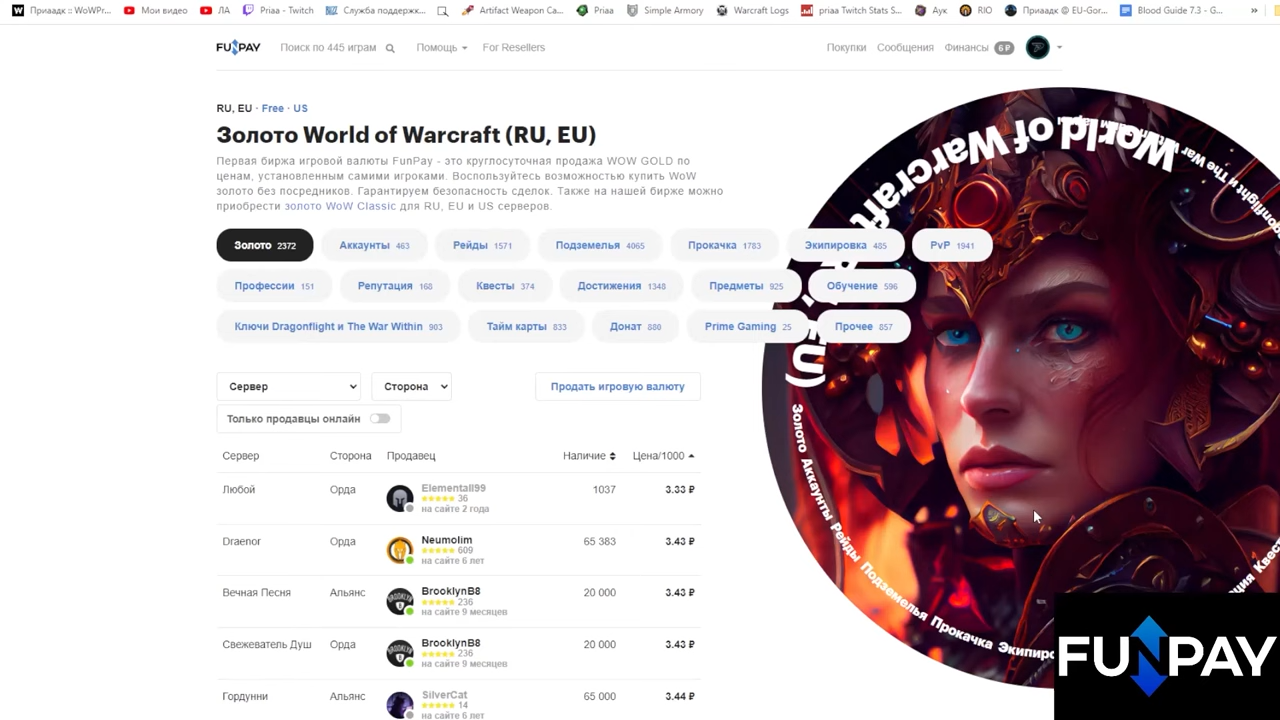 Приаадк :: WoWPr...
Мои видео
ЛА
Priaa - Twitch
Служба поддержк...
Artifact Weapon Ca...
Priaa
Simple Armory
Warcraft Logs
priaa Twitch Stats S...
Аук
RIO
Приаадк @ EU-Gor...
Blood Guide 7.3 - G...
»
FUNPAY
Поиск по 445 играм
Помощь
For Resellers
Покупки
Сообщения
Финансы 6 ₽
RU, EU · Free · US
Золото World of Warcraft (RU, EU)
Первая биржа игровой валюты FunPay - это круглосуточная продажа WOW GOLD по
ценам, установленным самими игроками. Воспользуйтесь возможностью купить WoW
золото без посредников. Гарантируем безопасность сделок. Также на нашей бирже можно
приобрести золото WoW Classic для RU, EU и US серверов.
Золото 2372
Аккаунты 463
Рейды 1571
Подземелья 4065
Прокачка 1783
Экипировка 485
PvP 1941
Профессии 151
Репутация 168
Квесты 374
Достижения 1348
Предметы 925
Обучение 596
Ключи Dragonflight и The War Within 903
Тайм карты 833
Донат 880
Prime Gaming 25
Прочее 857
Сервер
Сторона
Продать игровую валюту
Только продавцы онлайн
Сервер Сторона Продавец Наличие Цена/1000
Любой Орда Elementall99 1037 3.33 ₽
36
на сайте 2 года
Draenor Орда Neumolim 65 383 3.43 ₽
609
на сайте 6 лет
Вечная Песня Альянс BrooklynB8 20 000 3.43 ₽
236
на сайте 9 месяцев
Свежеватель Душ Орда BrooklynB8 20 000 3.43 ₽
236
на сайте 9 месяцев
Гордунни Альянс SilverCat 65 000 3.44 ₽
14
на сайте 6 лет
World of Warcraft
EU)
Золото Аккаунты Рейды Подземелья Прокачка Экипиро
FUNPAY